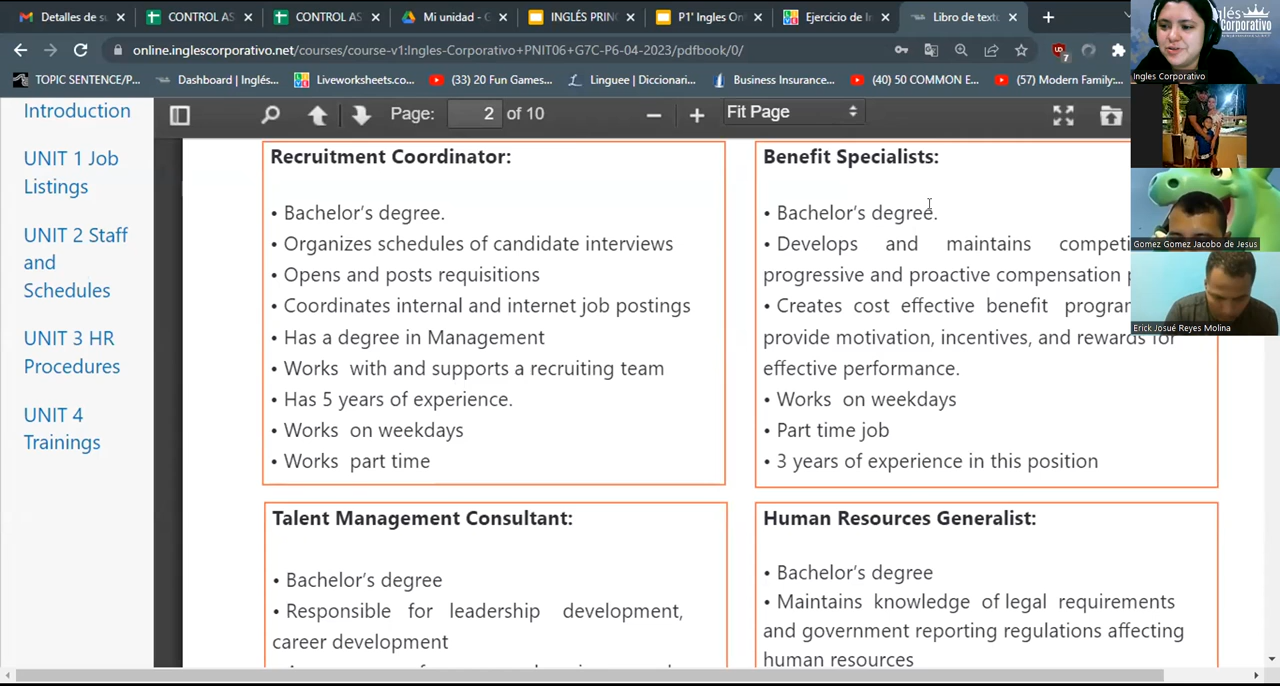 Detalles de su
CONTROL AS
CONTROL AS
Mi unidad - G
INGLÉS PRIN
P1' Ingles Onl
Ejercicio de In
Libro de texto
online.inglescorporativo.net/courses/course-v1:Ingles-Corporativo+PNIT06+G7C-P6-04-2023/pdfbook/0/
7
TOPIC SENTENCE/P...
Dashboard | Inglés...
Liveworksheets.co...
(33) 20 Fun Games...
Linguee | Diccionari...
Business Insurance...
(40) 50 COMMON E...
(57) Modern Family:...
Inglés
Corporativo
Ingles Corporativo
Gomez Gomez Jacobo de Jesus
Erick Josué Reyes Molina
Page: 2 of 10
Fit Page
Introduction
UNIT 1 Job
Listings
UNIT 2 Staff
and
Schedules
UNIT 3 HR
Procedures
UNIT 4
Trainings
Recruitment Coordinator:
• Bachelor's degree.
• Organizes schedules of candidate interviews
• Opens and posts requisitions
• Coordinates internal and internet job postings
• Has a degree in Management
• Works with and supports a recruiting team
• Has 5 years of experience.
• Works on weekdays
• Works part time
Benefit Specialists:
• Bachelor's degree.
• Develops and maintains competi
progressive and proactive compensation
• Creates cost effective benefit program
provide motivation, incentives, and rewards for
effective performance.
• Works on weekdays
• Part time job
• 3 years of experience in this position
Talent Management Consultant:
• Bachelor's degree
• Responsible for leadership development,
career development
Human Resources Generalist:
• Bachelor's degree
• Maintains knowledge of legal requirements
and government reporting regulations affecting
human resources